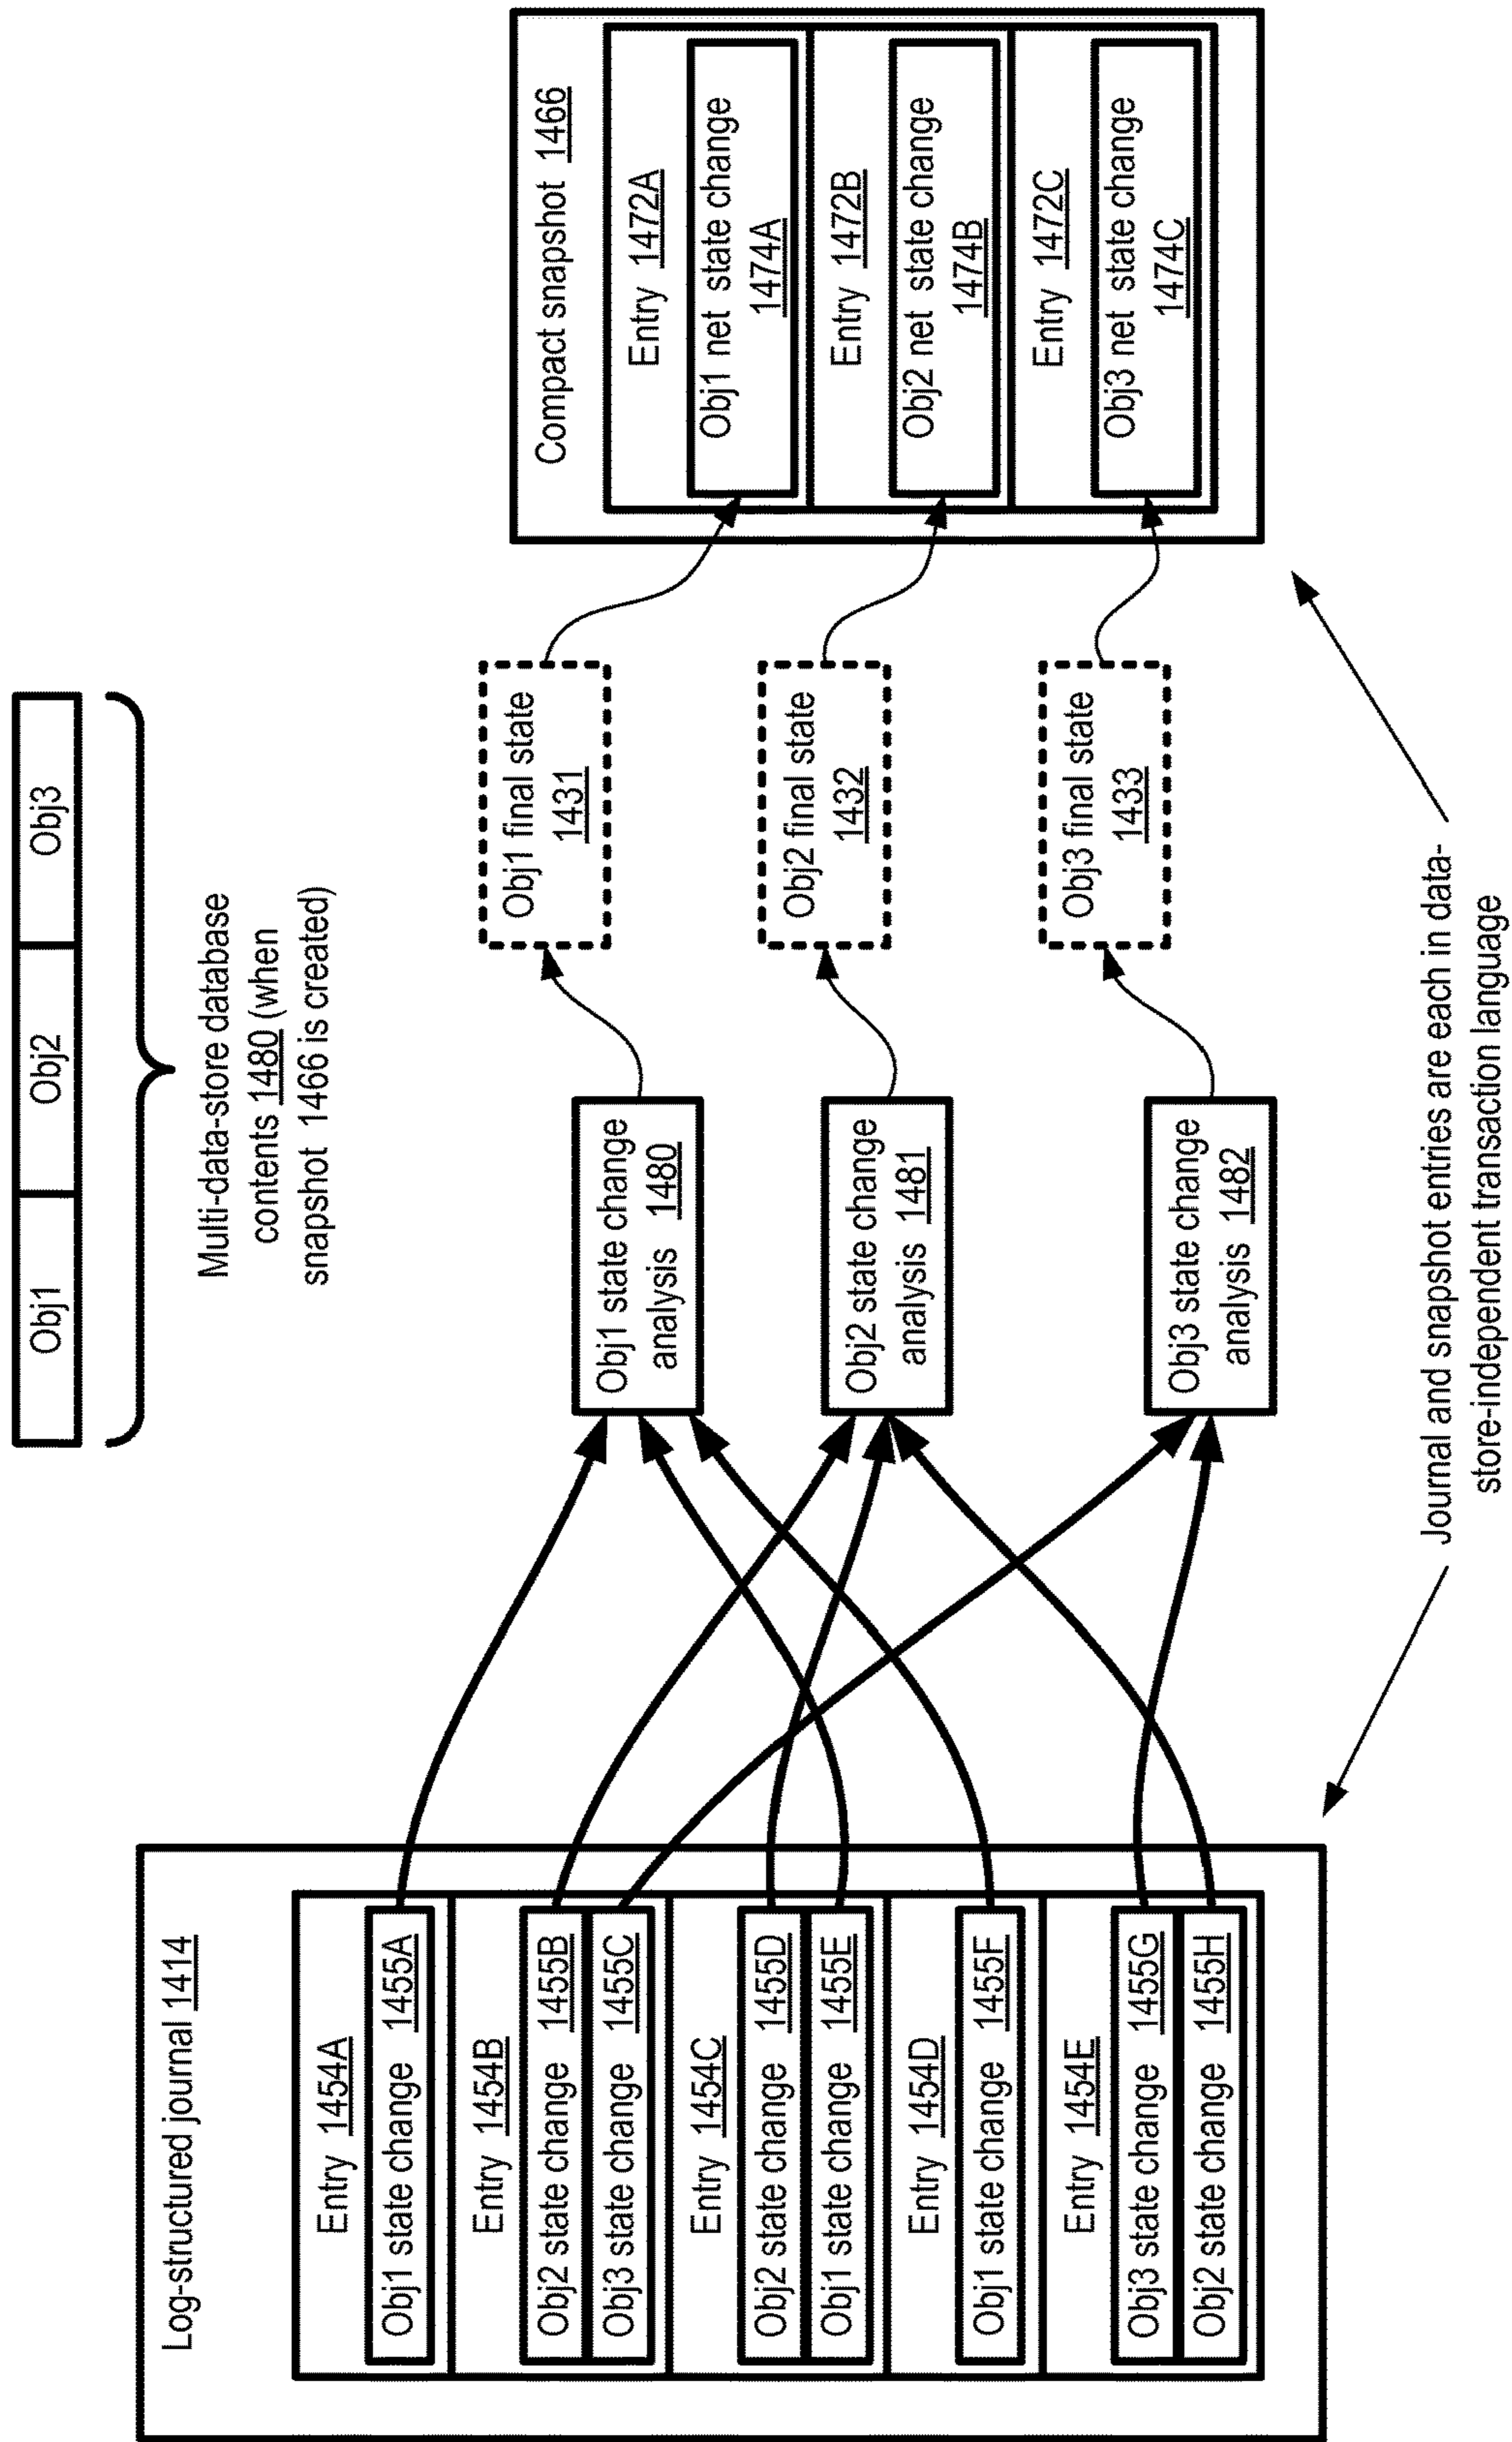 Obj1
Obj2
Obj3
Multi-data-store database
contents 1480 (when
snapshot 1466 is created)
Log-structured journal 1414
Entry 1454A
Obj1 state change 1455A
Entry 1454B
Obj2 state change 1455B
Obj3 state change 1455C
Entry 1454C
Obj2 state change 1455D
Obj1 state change 1455E
Entry 1454D
Obj1 state change 1455F
Entry 1454E
Obj3 state change 1455G
Obj2 state change 1455H
Obj1 state change
analysis 1480
Obj2 state change
analysis 1481
Obj3 state change
analysis 1482
Obj1 final state
1431
Obj2 final state
1432
Obj3 final state
1433
Compact snapshot 1466
Entry 1472A
Obj1 net state change
1474A
Entry 1472B
Obj2 net state change
1474B
Entry 1472C
Obj3 net state change
1474C
Journal and snapshot entries are each in data-
store-independent transaction language